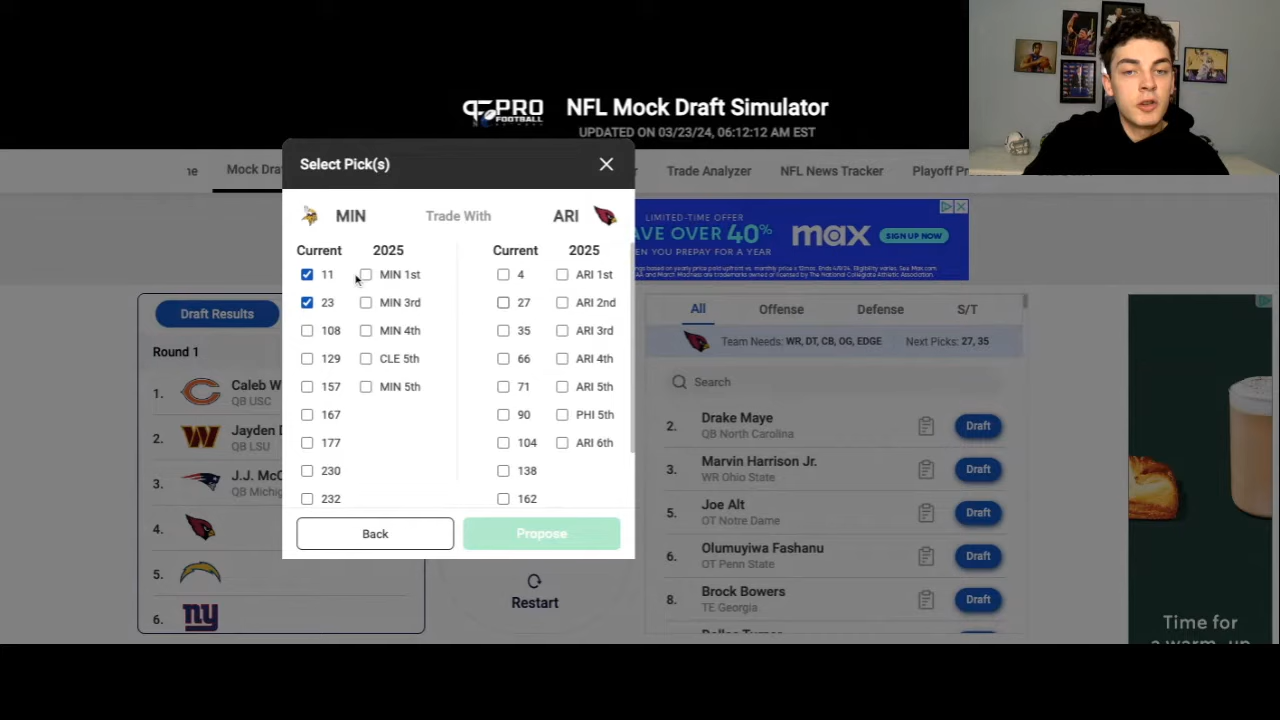 PRO
FOOTBALL
NETWORK
NFL Mock Draft Simulator
UPDATED ON 03/23/24, 06:12:12 AM EST
ne
Mock Dra
Select Pick(s)
r
Trade Analyzer
NFL News Tracker
Playoff Pr
MIN
Trade With
ARI
LIMITED-TIME OFFER
AVE OVER 40%
WHEN YOU PREPAY FOR A YEAR
max
SIGN UP NOW
Current
2025
Current
2025
11
MIN 1st
4
ARI 1st
23
MIN 3rd
27
ARI 2nd
108
MIN 4th
35
ARI 3rd
129
CLE 5th
66
ARI 4th
157
MIN 5th
71
ARI 5th
167
90
PHI 5th
177
104
ARI 6th
230
138
232
162
Back
Propose
Draft Results
Round 1
1.
Caleb W
QB USC
2.
Jayden D
QB LSU
3.
J.J. McC
QB Michig
4.
5.
6.
ny
Restart
All
Offense
Defense
S/T
Team Needs: WR, DT, CB, OG, EDGE
Next Picks: 27, 35
Search
2.
Drake Maye
QB North Carolina
Draft
3.
Marvin Harrison Jr.
WR Ohio State
Draft
5.
Joe Alt
OT Notre Dame
Draft
6.
Olumuyiwa Fashanu
OT Penn State
Draft
8.
Brock Bowers
TE Georgia
Draft
Time for
a warm-up